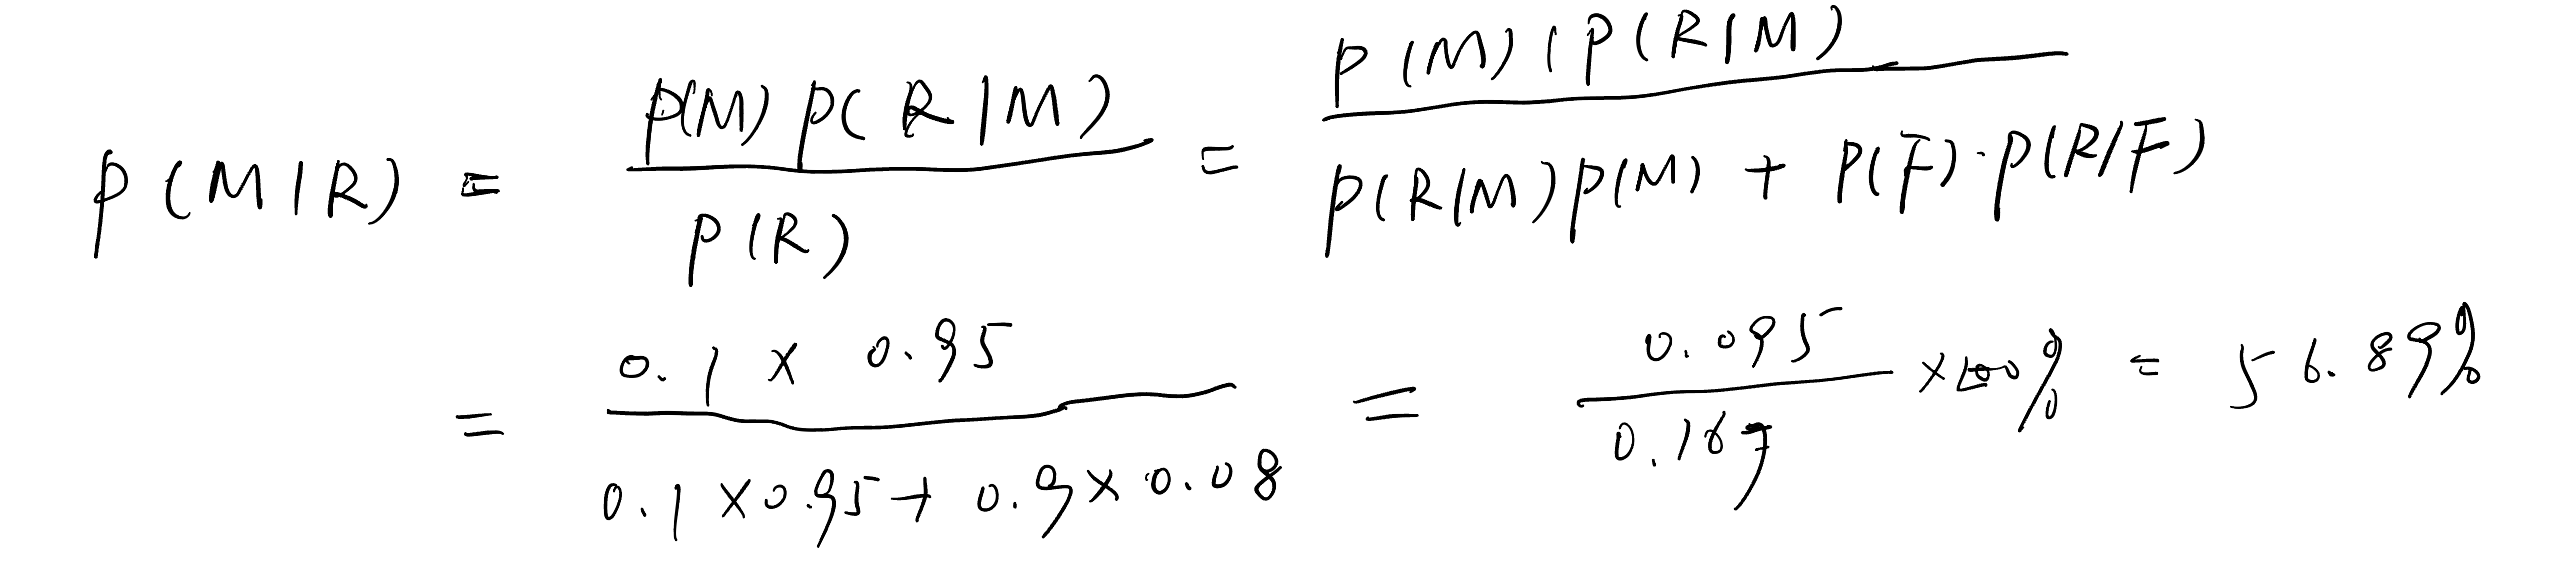 P(M|R) = P(M) P(R|M) / P(R) = P(M) (P(R|M) / P(R|M)P(M) + P(F)·P(R/F)
= 0.1 × 0.95 / 0.1 × 0.95 + 0.9 × 0.08 = 0.095 / 0.167 × 100% = 56.89%